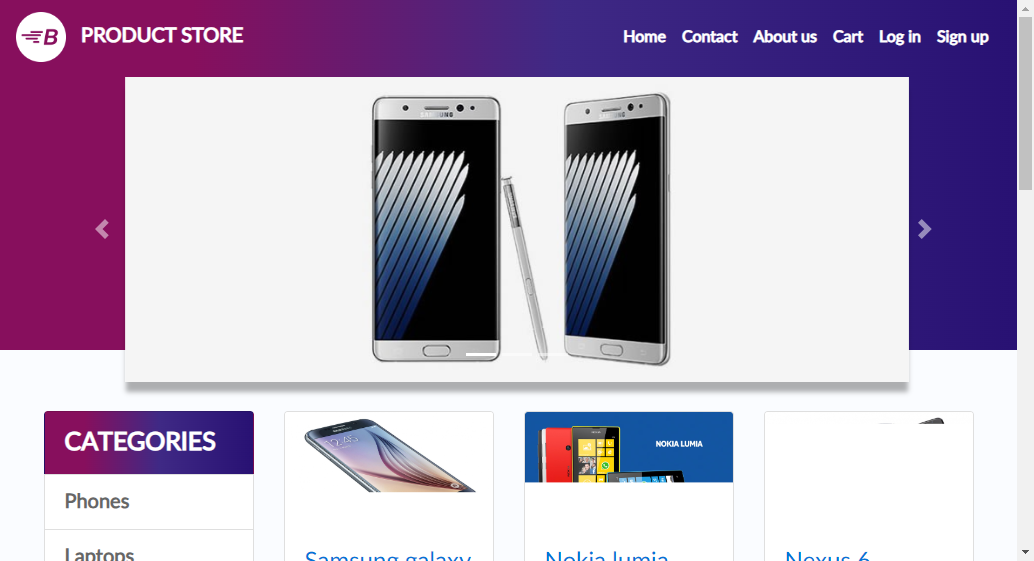 B PRODUCT STORE
Home Contact About us Cart Log in Sign up
SAMSUNG
CATEGORIES
Phones
Laptops
NOKIA LUMIA
Samsung galaxy
Nokia lumia
Nexus 6